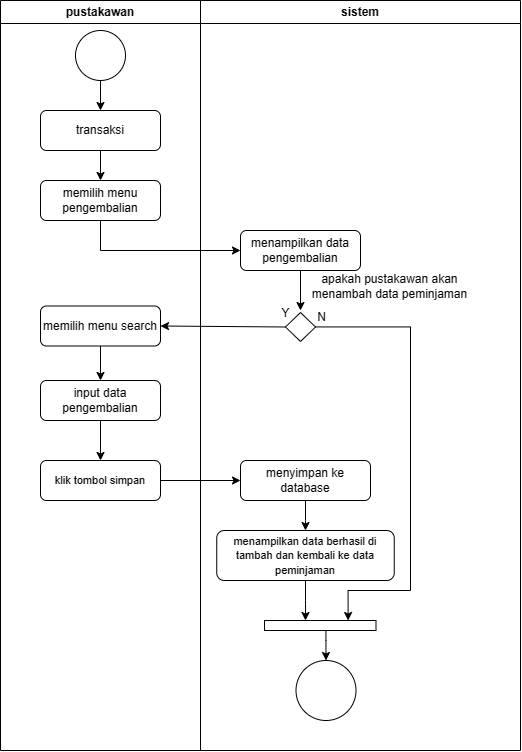 pustakawan
sistem
transaksi
memilih menu
pengembalian
menampilkan data
pengembalian
apakah pustakawan akan
menambah data peminjaman
Y
N
memilih menu search
input data
pengembalian
klik tombol simpan
menyimpan ke
database
menampilkan data berhasil di
tambah dan kembali ke data
peminjaman